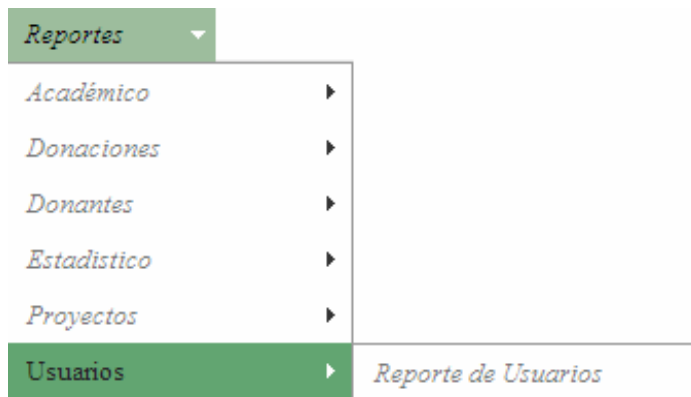 Reportes
Académico
Donaciones
Donantes
Estadistico
Proyectos
Usuarios
Reporte de Usuarios